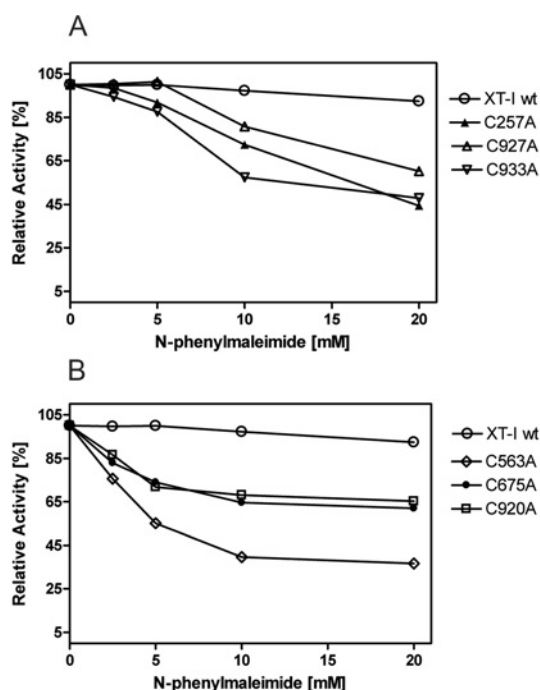 A
Relative Activity [%]
105
85
65
45
25
5
0
5
10
15
20
N-phenylmaleimide [mM]
XT-I wt
C257A
C927A
C933A
B
Relative Activity [%]
105
85
65
45
25
5
0
5
10
15
20
N-phenylmaleimide [mM]
XT-I wt
C563A
C675A
C920A